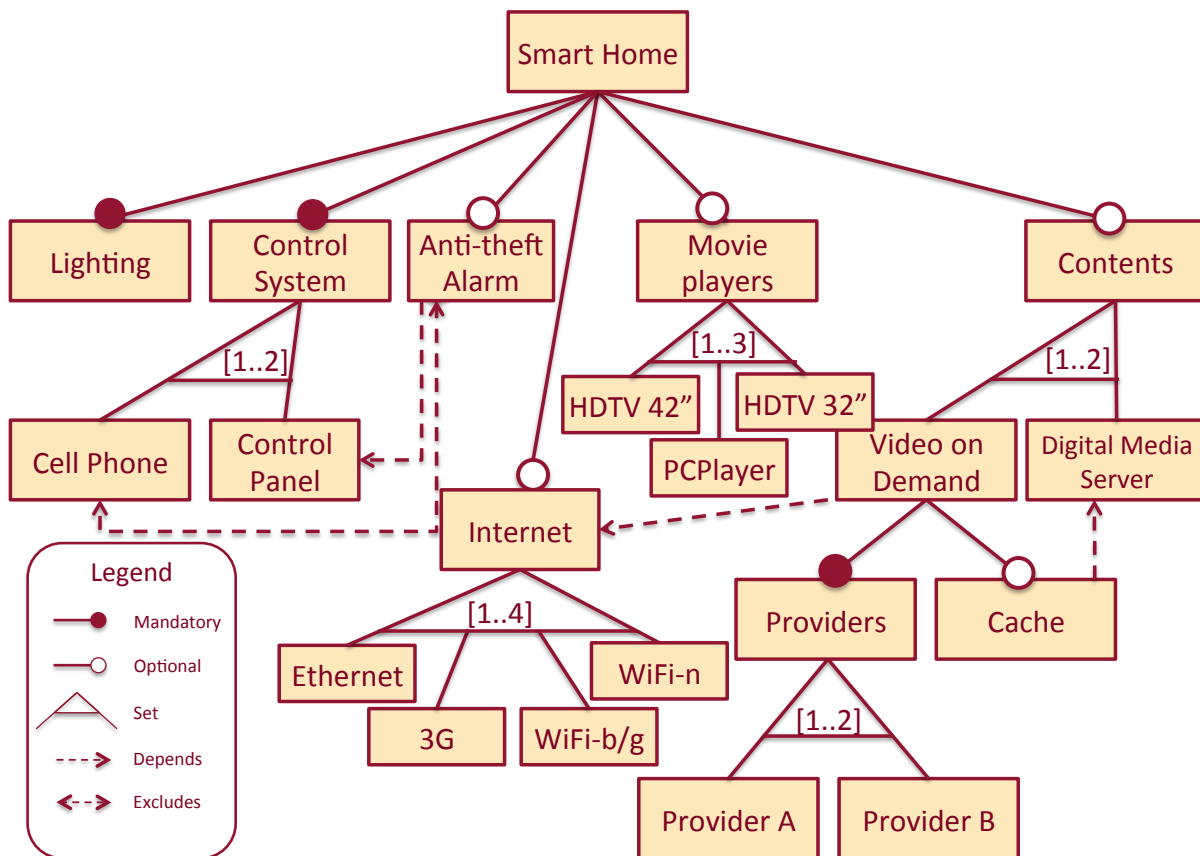 Smart Home
Lighting
Control
System
Anti-theft
Alarm
Movie
players
Contents
[1..2]
[1..3]
[1..2]
HDTV 42”
HDTV 32”
PCPlayer
Cell Phone
Control
Panel
Video on
Demand
Digital Media
Server
Internet
Legend
Mandatory
Optional
Set
Depends
Excludes
[1..4]
Ethernet
3G
WiFi-b/g
WiFi-n
Providers
Cache
[1..2]
Provider A
Provider B